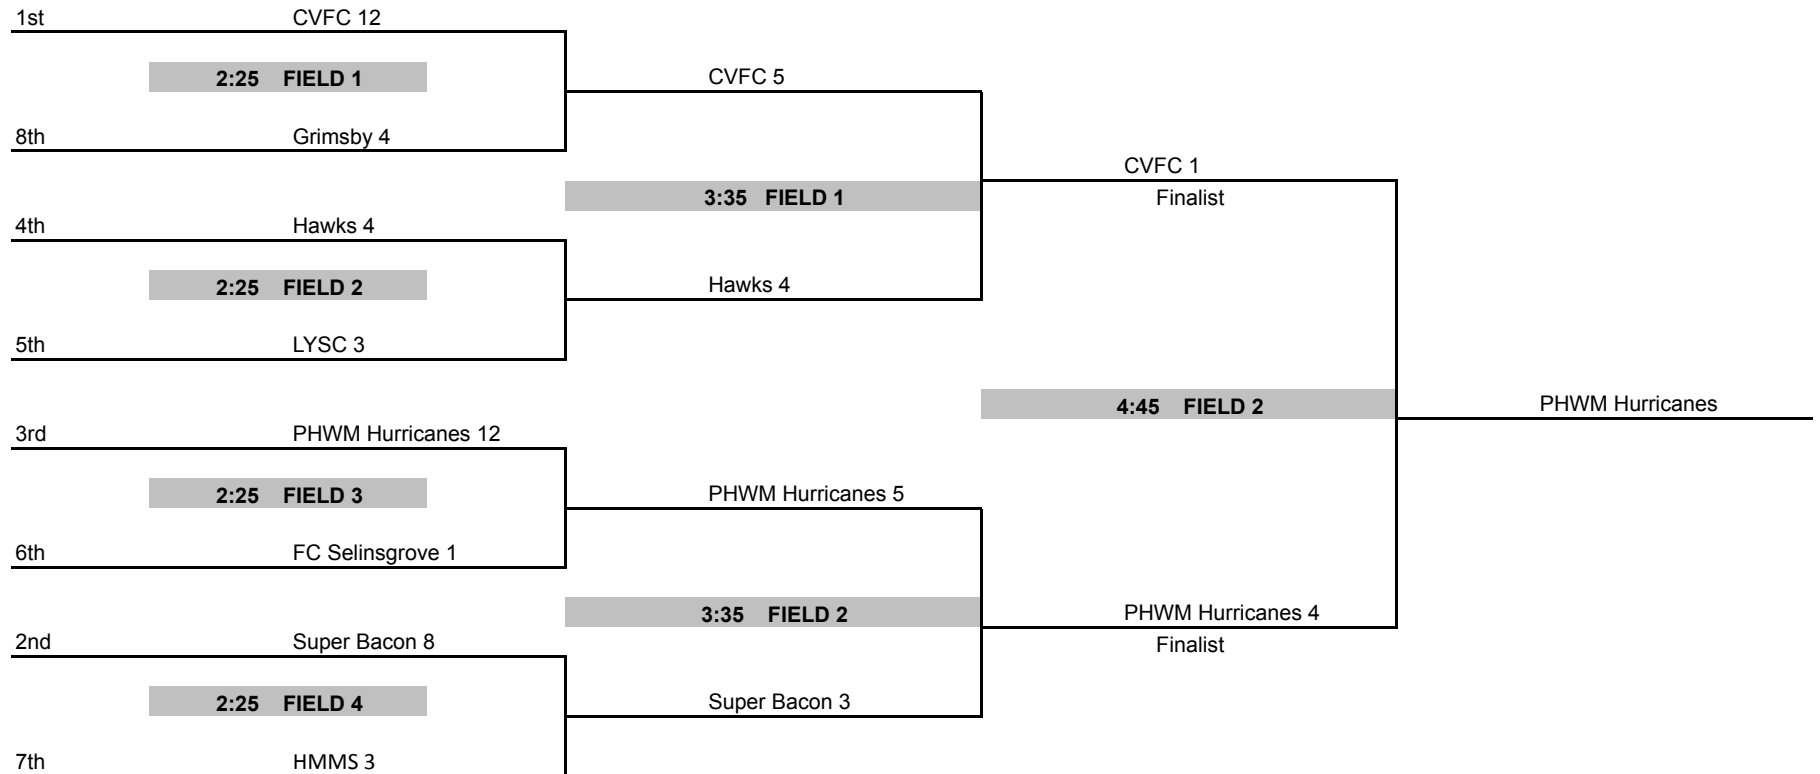 1st CVFC 12
2:25 FIELD 1
CVFC 5
8th Grimsby 4
CVFC 1
3:35 FIELD 1
Finalist
4th Hawks 4
2:25 FIELD 2
Hawks 4
5th LYSC 3
4:45 FIELD 2
PHWM Hurricanes
3rd PHWM Hurricanes 12
2:25 FIELD 3
PHWM Hurricanes 5
6th FC Selinsgrove 1
3:35 FIELD 2
PHWM Hurricanes 4
2nd Super Bacon 8
Finalist
2:25 FIELD 4
Super Bacon 3
7th HMMS 3